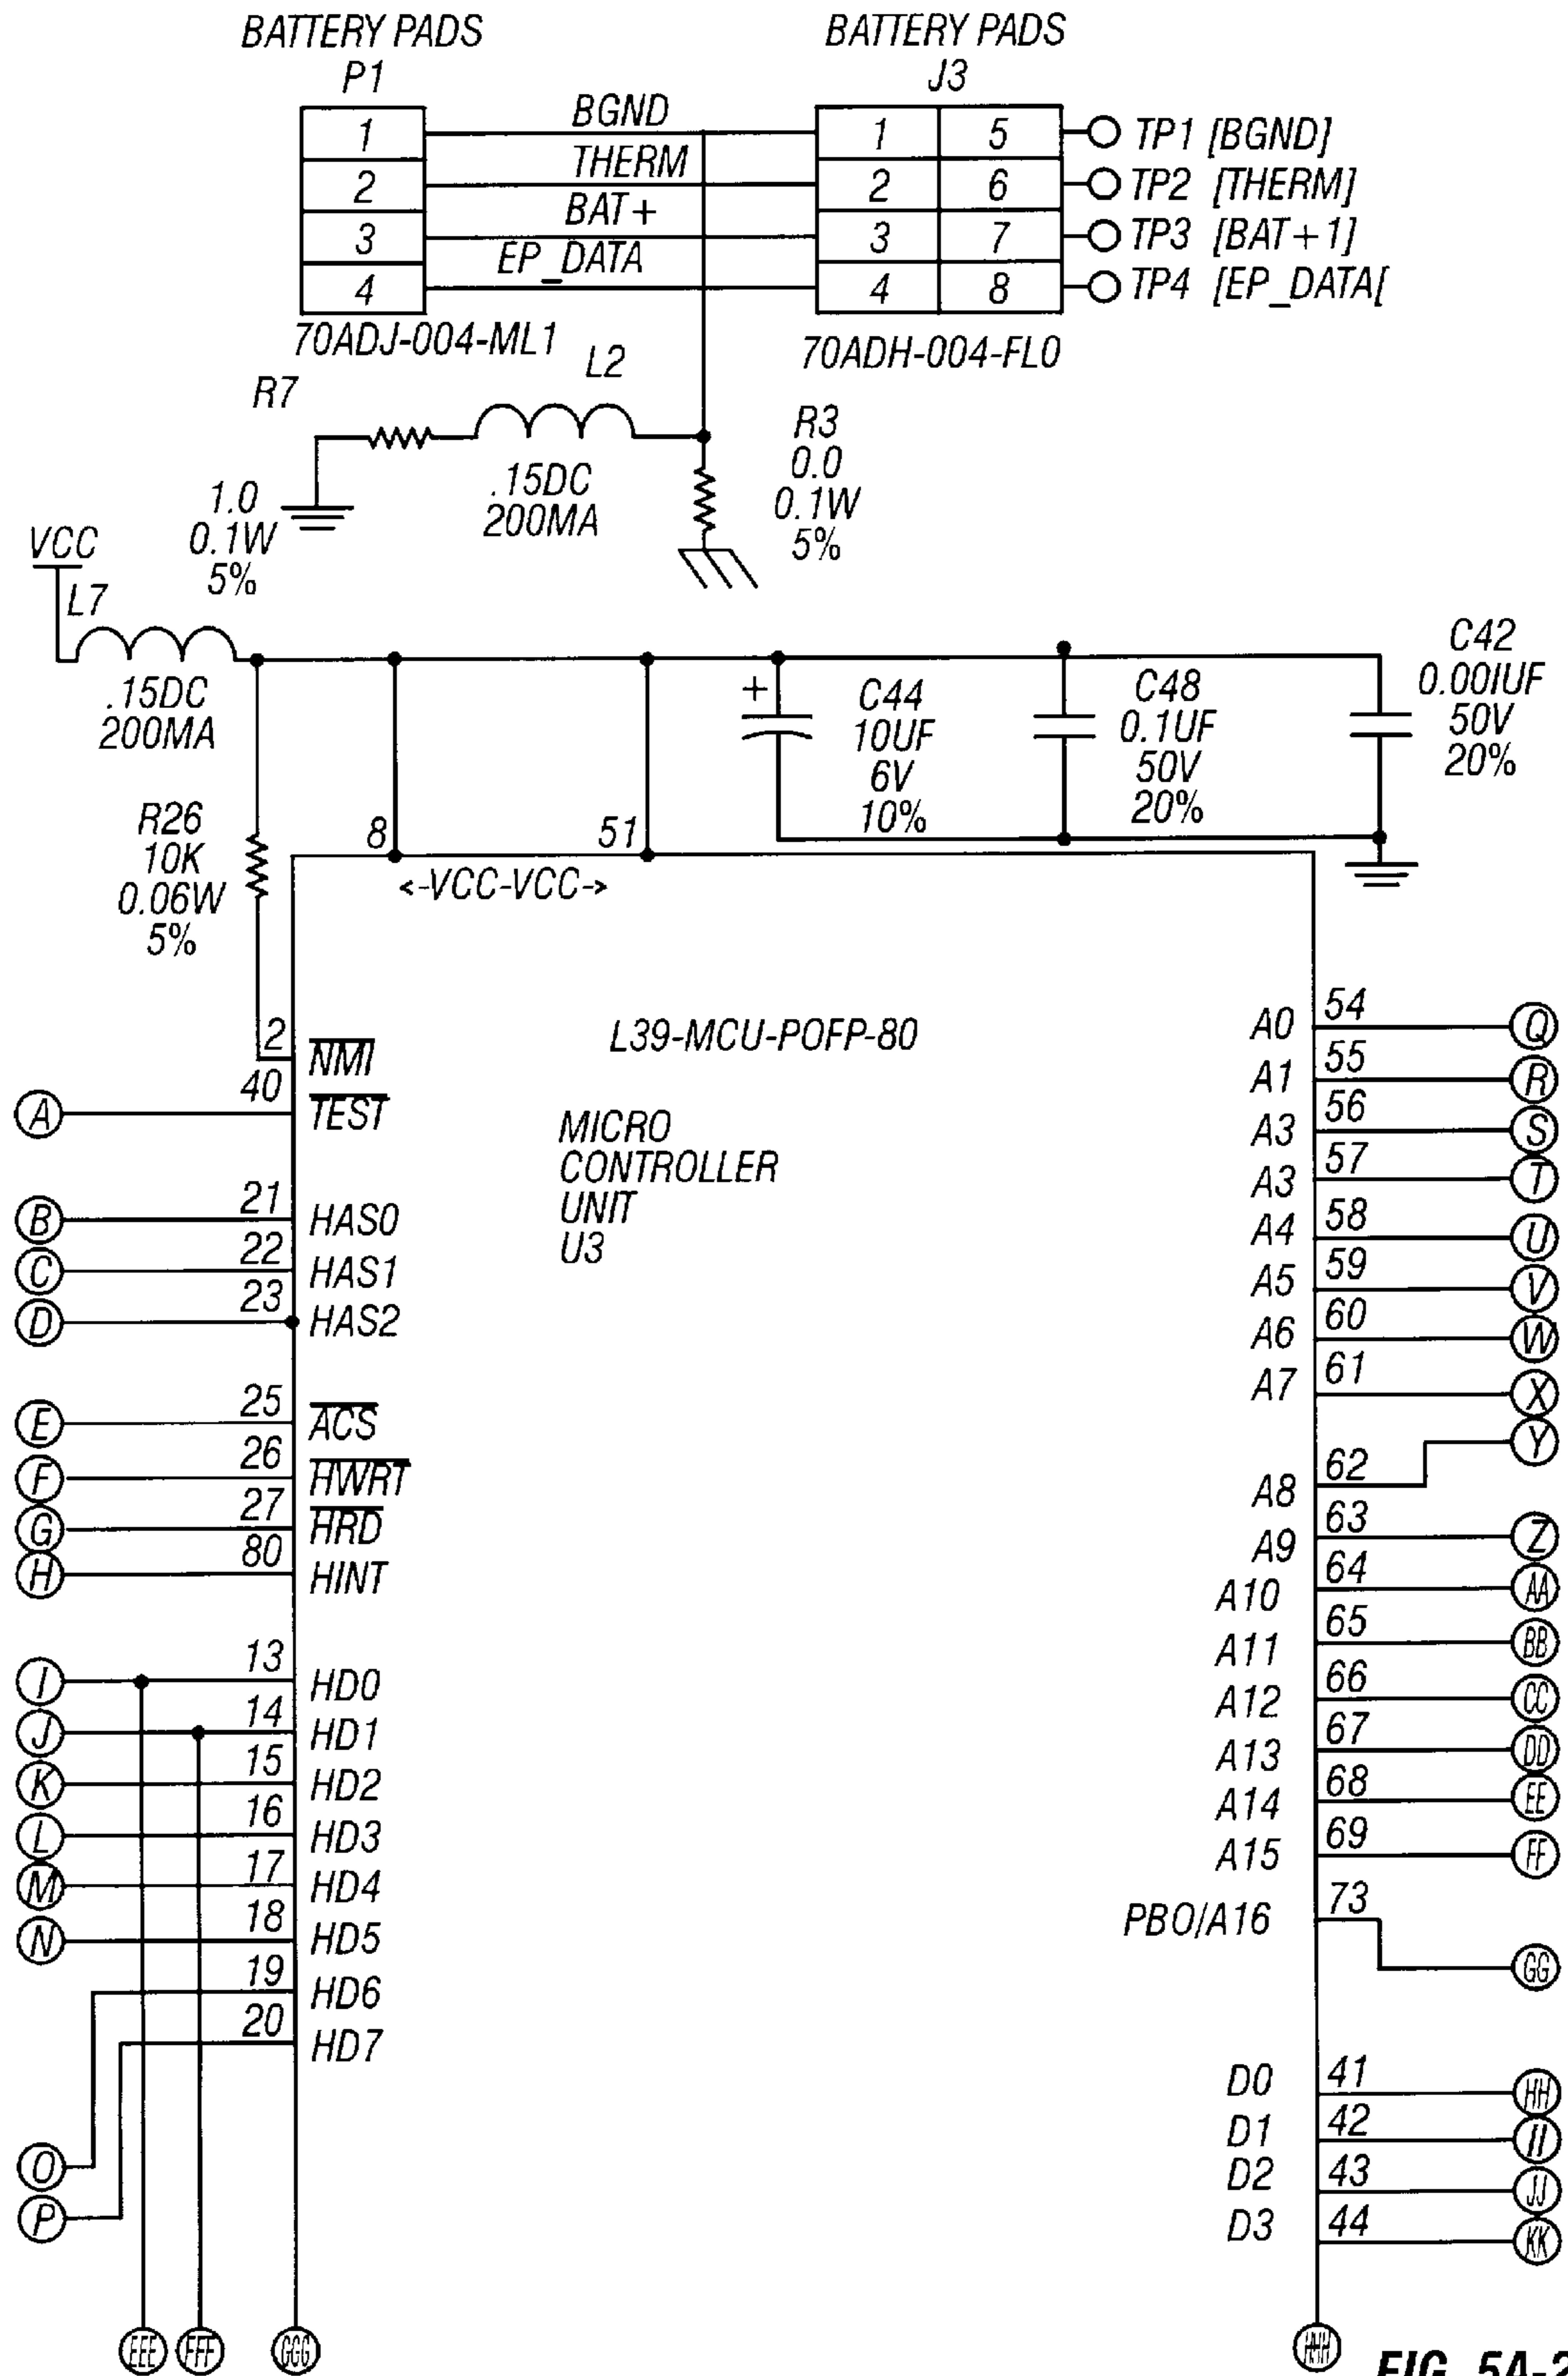 BATTERY PADS
P1
BATTERY PADS
J3
1 BGND 1 5 TP1 [BGND]
2 THERM 2 6 TP2 [THERM]
3 BAT+ 3 7 TP3 [BAT+1]
4 EP_DATA 4 8 TP4 [EP_DATA[
70ADJ-004-ML1
70ADH-004-FL0
R7
L2
R3
0.0
0.1W
5%
.15DC
200MA
1.0
0.1W
5%
VCC
L7
.15DC
200MA
+
C44
10UF
6V
10%
C48
0.1UF
50V
20%
C42
0.00IUF
50V
20%
R26
10K
0.06W
5%
8
51
<-VCC-VCC->
L39-MCU-POFP-80
MICRO
CONTROLLER
UNIT
U3
2 NMI
A 40 TEST
B 21 HAS0
C 22 HAS1
D 23 HAS2
E 25 ACS
F 26 HWRT
G 27 HRD
H 80 HINT
I 13 HD0
J 14 HD1
K 15 HD2
L 16 HD3
M 17 HD4
N 18 HD5
19 HD6
20 HD7
O
P
A0 54 Q
A1 55 R
A3 56 S
A3 57 T
A4 58 U
A5 59 V
A6 60 W
A7 61 X
A8 62 Y
A9 63 Z
A10 64 AA
A11 65 BB
A12 66 CC
A13 67 DD
A14 68 EE
A15 69 FF
PBO/A16 73 GG
D0 41 HH
D1 42 II
D2 43 JJ
D3 44 KK
EEE FFF GGG HHH
FIG. 5A-2